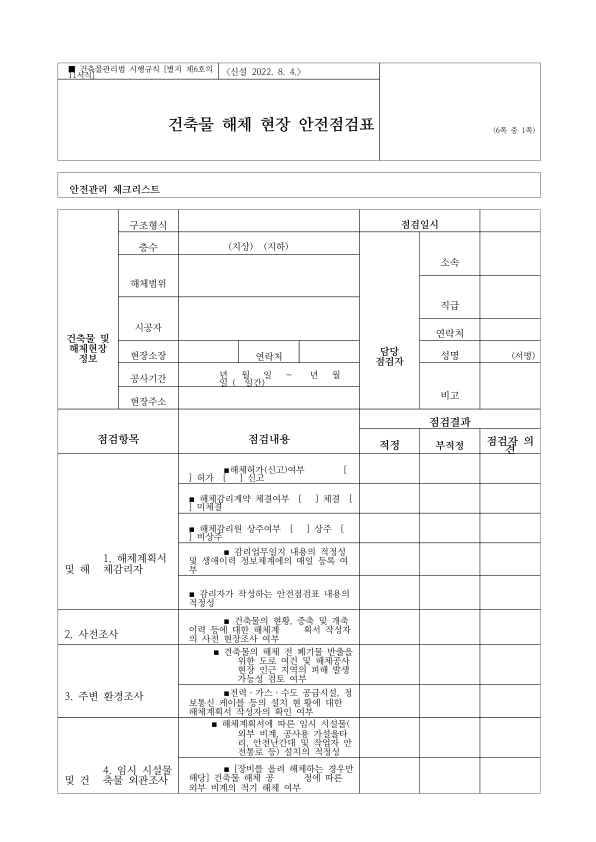 ■ 건축물관리법 시행규칙 [별지 제6호의
11서식]
<신설 2022. 8. 4.>
건축물 해체 현장 안전점검표
(6쪽 중 1쪽)
안전관리 체크리스트
건축물 및
해체현장
정보
구조형식
점검일시
층수
(지상) (지하)
담당
점검자
소속
해체범위
직급
시공자
연락처
현장소장
연락처
성명
(서명)
공사기간
년 월 일 ~ 년 월
일 ( 일간)
비고
현장주소
점검항목
점검내용
점검결과
적정
부적정
점검자 의
견
1. 해체계획서
및 해 체감리자
■해체허가(신고)여부 [
] 허가 [ ] 신고
■ 해체감리계약 체결여부 [ ] 체결 [
] 미체결
■ 해체감리원 상주여부 [ ] 상주 [
] 비상주
■ 감리업무일지 내용의 적정성
및 생애이력 정보체계에의 매일 등록 여
부
■ 감리자가 작성하는 안전점검표 내용의
적정성
2. 사전조사
■ 건축물의 현황, 증축 및 개축
이력 등에 대한 해체계 획서 작성자
의 사전 현장조사 여부
3. 주변 환경조사
■ 건축물의 해체 전 폐기물 반출을
위한 도로 여건 및 해체공사
현장 인근 지역의 피해 발생
가능성 검토 여부
■전력ㆍ가스ㆍ수도 공급시설, 정
보통신 케이블 등의 설치 현황에 대한
해체계획서 작성자의 확인 여부
4. 임시 시설물
및 건 축물 외관조사
■ 해체계획서에 따른 임시 시설물(
외부 비계, 공사용 가설울타
리, 안전난간대 및 작업자 안
전통로 등) 설치의 적정성
■ [장비를 올려 해체하는 경우만
해당] 건축물 해체 공 정에 따른
외부 비계의 적기 해체 여부